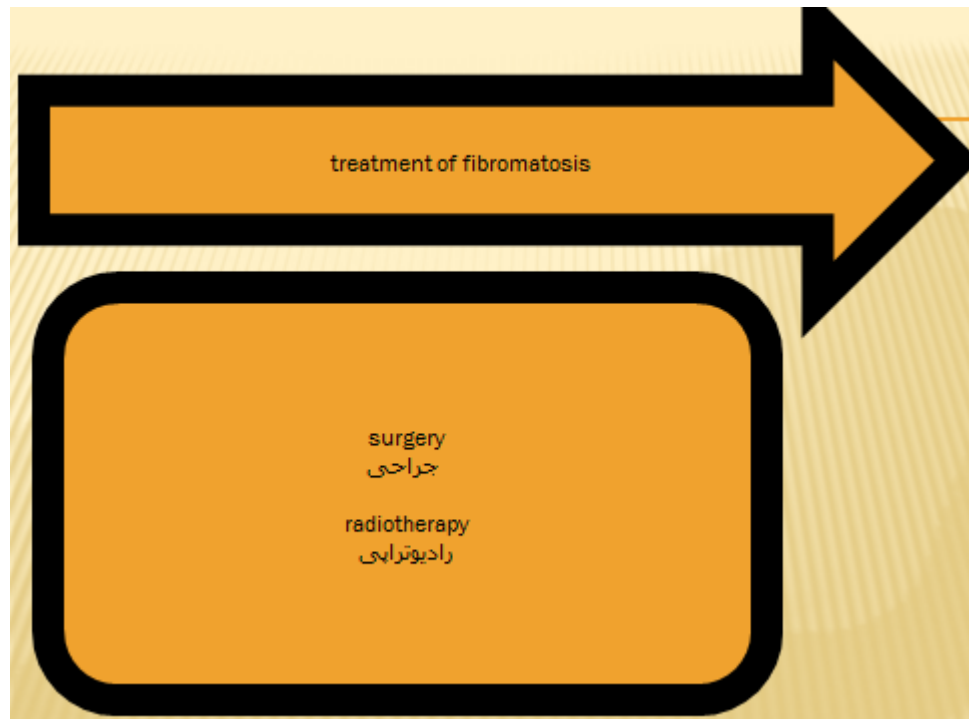 treatment of fibromatosis
surgery
جراحی
radiotherapy
رادیوتراپی